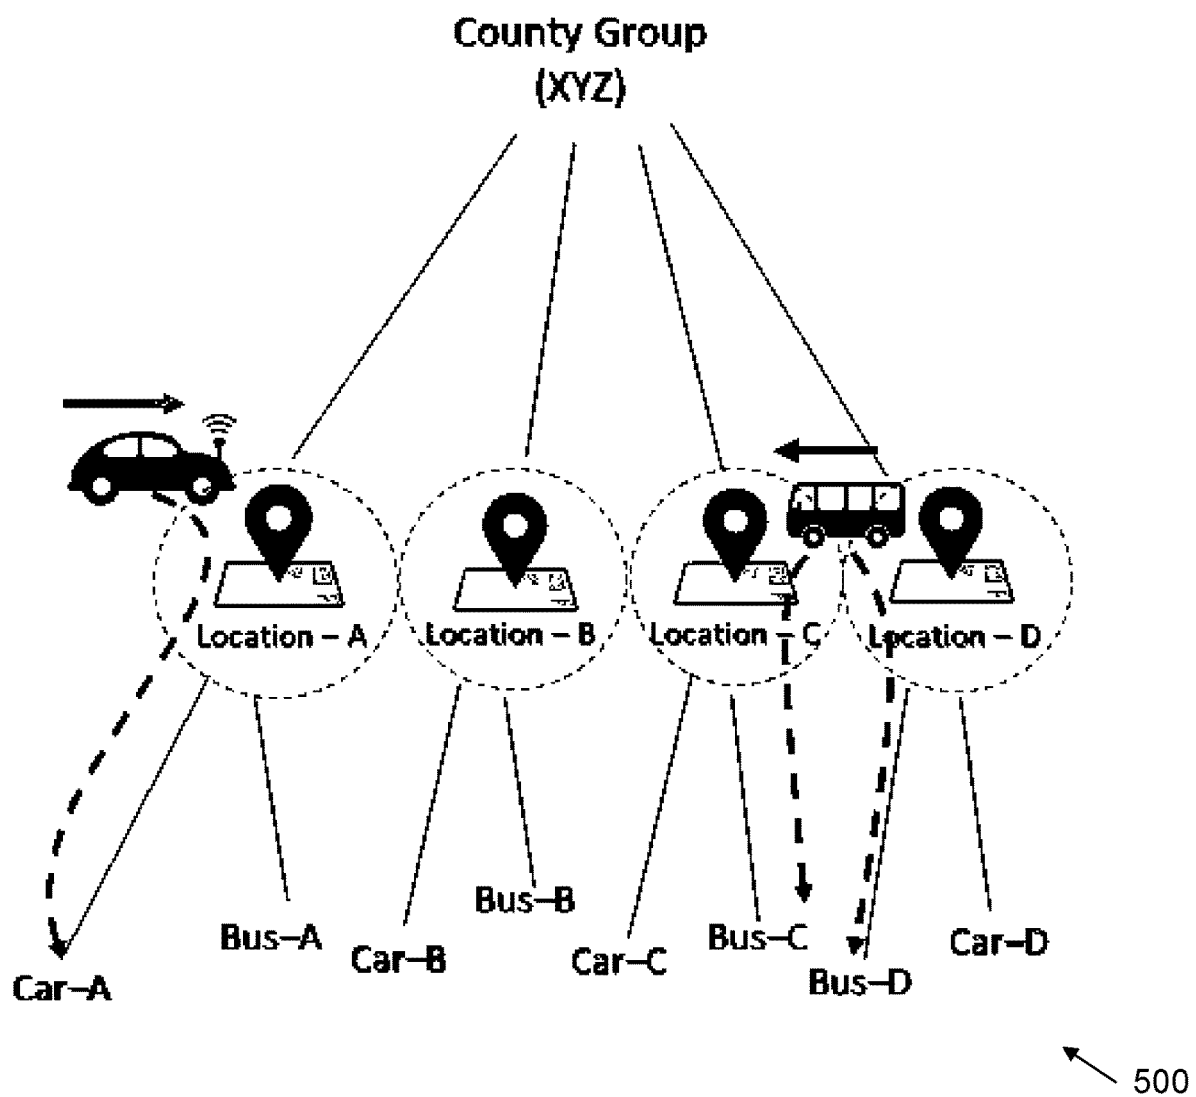 County Group
(XYZ)
Location – A
Location – B
Location – C
Location – D
Bus–B
Bus–A
Bus–C
Car–D
Car–B
Car–C
Car–A
Bus–D
500